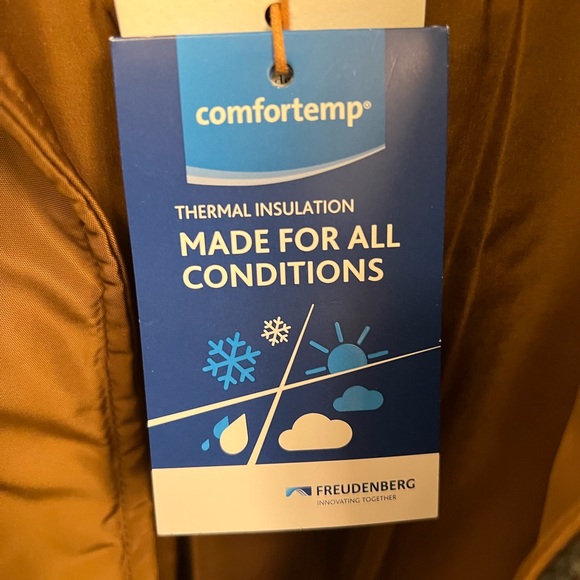 comfortemp®
THERMAL INSULATION
MADE FOR ALL
CONDITIONS
FREUDENBERG
INNOVATING TOGETHER